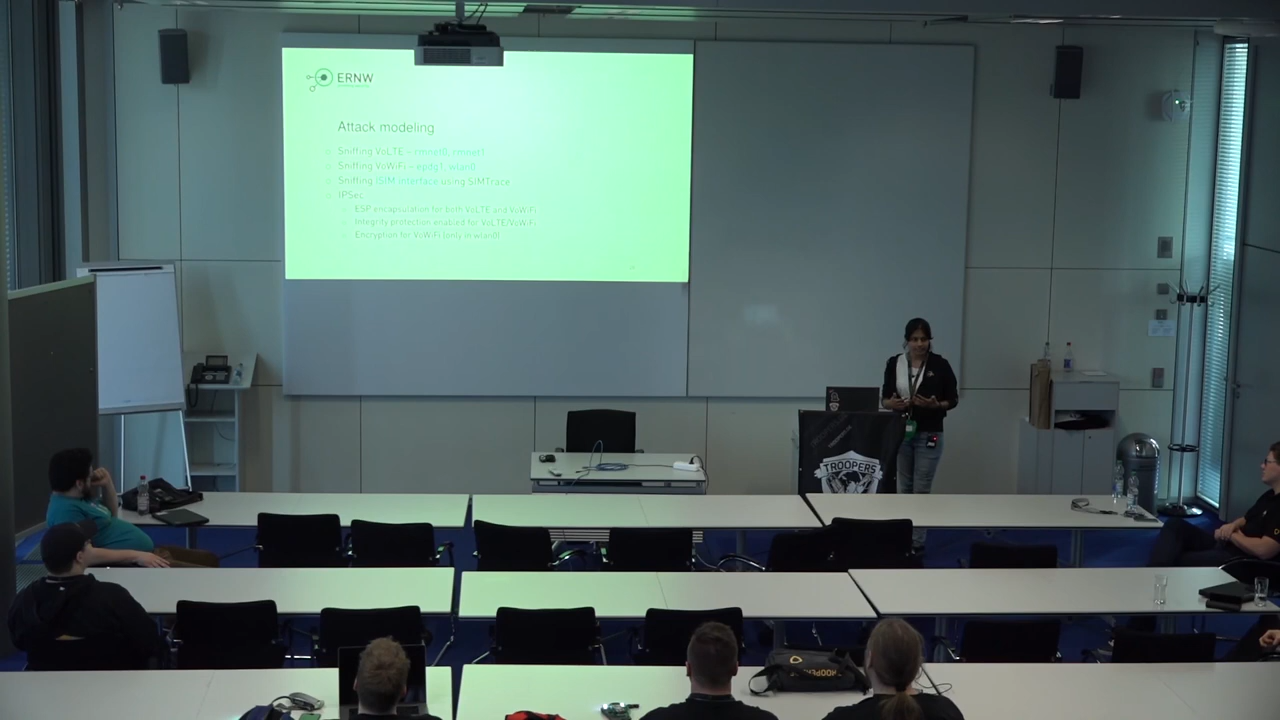 ERNW
Attack modeling
Sniffing VoLTE – rmnet0, rmnet1
Sniffing VoWiFi – epdg1, wlan0
Sniffing ISIM interface using SIMTrace
IPSec
ESP encapsulation for both VoLTE and VoWiFi
Integrity protection enabled for VoLTE/VoWiFi
Encryption for VoWiFi (only in wlan0)
TROOPERS